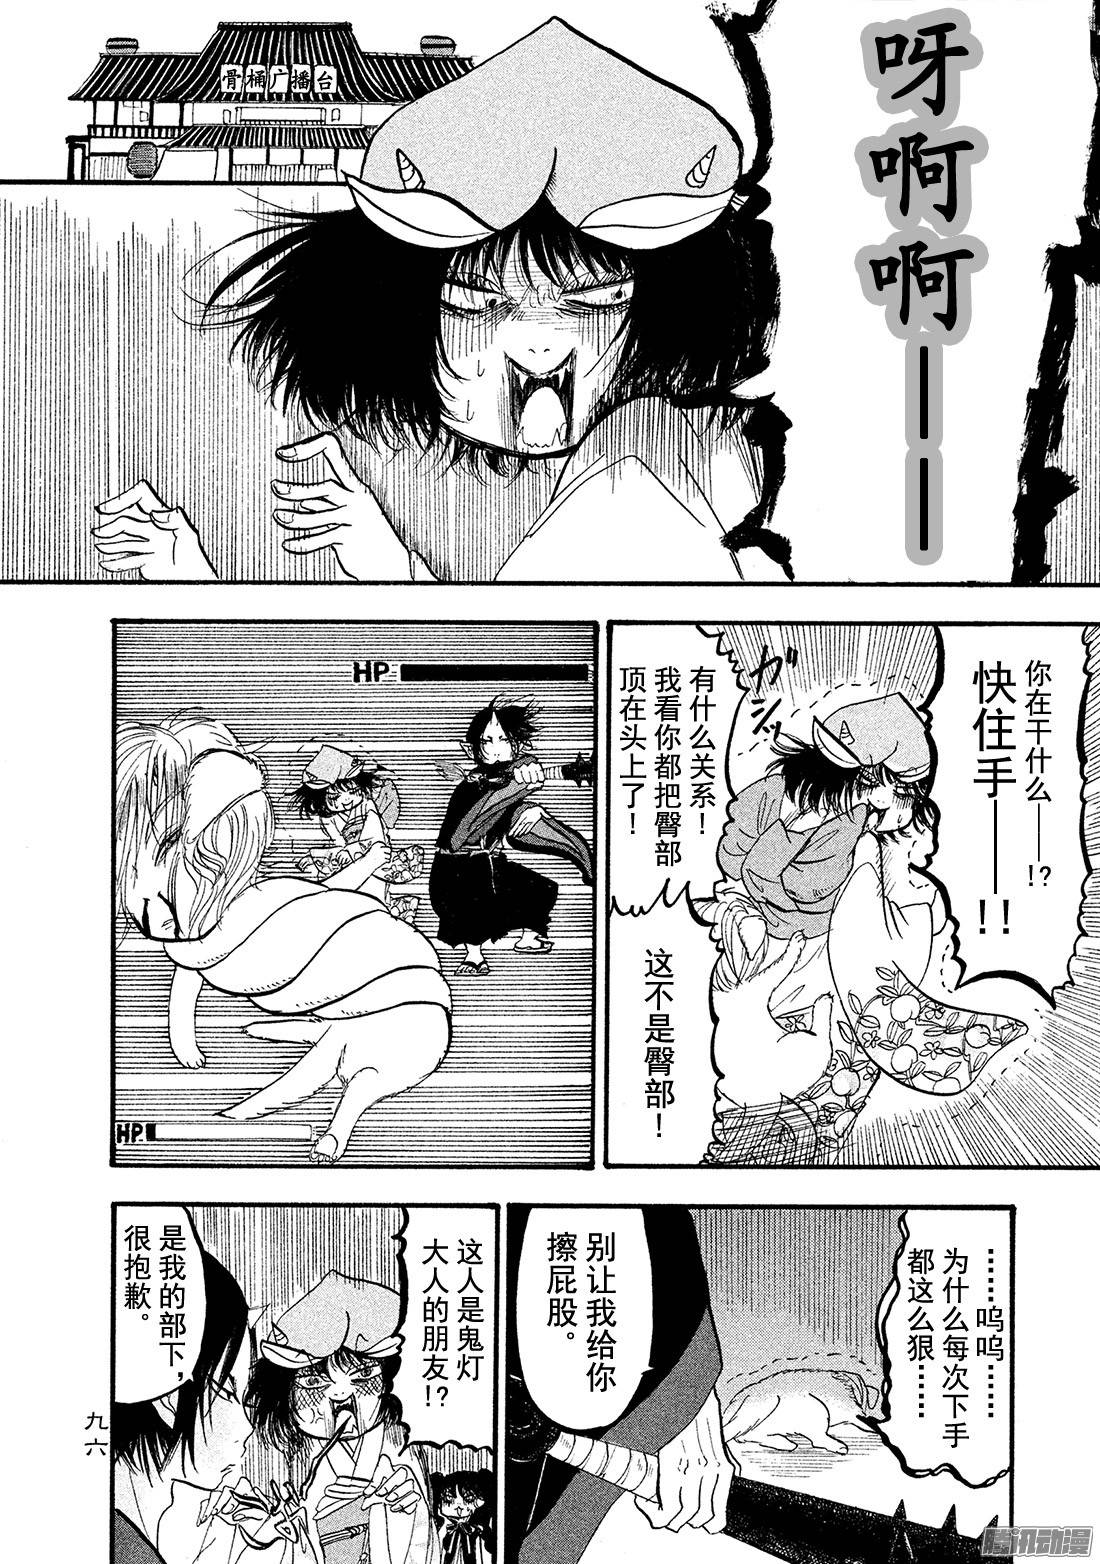 骨桶广播台
呀啊啊——
你在干什么——!?
快住手——!!
ガ
シッ
有什么关系！
我看你都把臀部
顶在头上了！
这不是臀部！
HP
HP
……呜呜……
为什么每次下手
都这么狠……
别让我给你
擦屁股。
这人是鬼灯
大人的朋友!?
是我的部下，
很抱歉。
九六
腾讯动漫